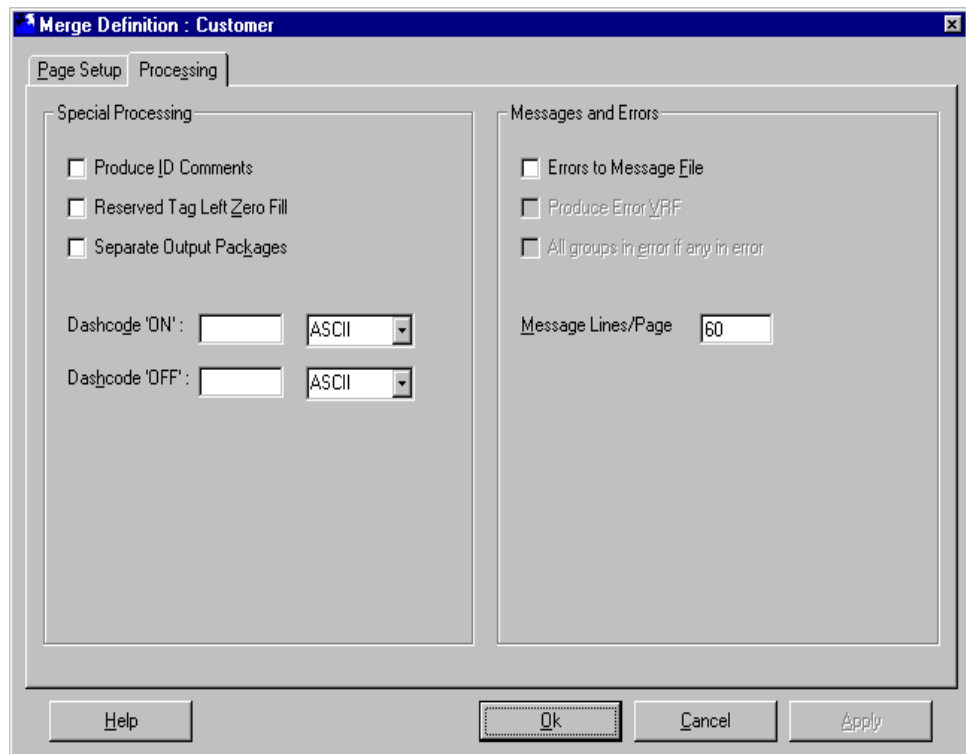 Merge Definition : Customer
Page Setup
Processing
Special Processing
Produce ID Comments
Reserved Tag Left Zero Fill
Separate Output Packages
Dashcode 'ON' :
ASCII
Dashcode 'OFF' :
ASCII
Messages and Errors
Errors to Message File
Produce Error VRF
All groups in error if any in error
Message Lines/Page
60
Help
Ok
Cancel
Apply